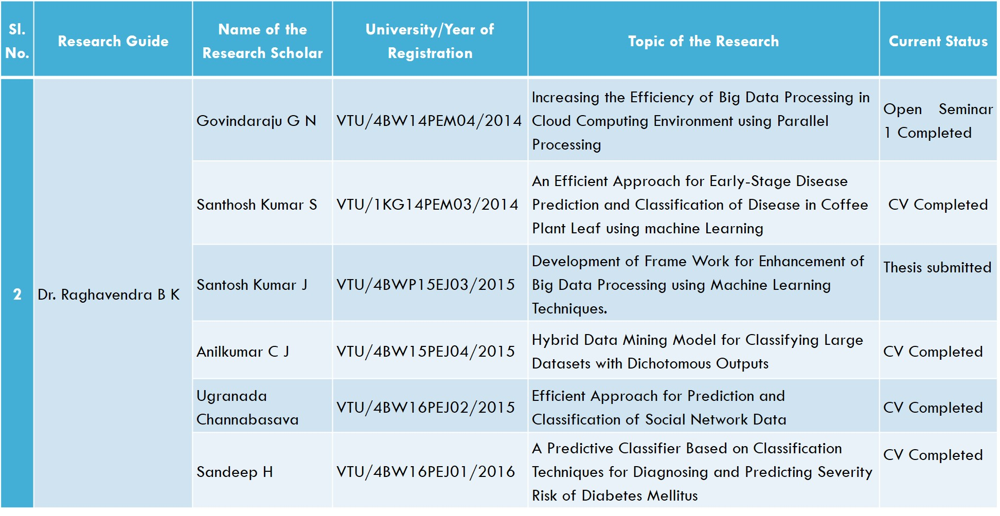 Sl.
No.
Research Guide
Name of the
Research Scholar
University/Year of
Registration
Topic of the Research
Current Status
2
Dr. Raghavendra B K
Govindaraju G N
VTU/4BW14PEM04/2014
Increasing the Efficiency of Big Data Processing in
Cloud Computing Environment using Parallel
Processing
Open Seminar
1 Completed
Santhosh Kumar S
VTU/1KG14PEM03/2014
An Efficient Approach for Early-Stage Disease
Prediction and Classification of Disease in Coffee
Plant Leaf using machine Learning
CV Completed
Santosh Kumar J
VTU/4BWP15EJ03/2015
Development of Frame Work for Enhancement of
Big Data Processing using Machine Learning
Techniques.
Thesis submitted
Anilkumar C J
VTU/4BW15PEJ04/2015
Hybrid Data Mining Model for Classifying Large
Datasets with Dichotomous Outputs
CV Completed
Ugranada
Channabasava
VTU/4BW16PEJ02/2015
Efficient Approach for Prediction and
Classification of Social Network Data
CV Completed
Sandeep H
VTU/4BW16PEJ01/2016
A Predictive Classifier Based on Classification
Techniques for Diagnosing and Predicting Severity
Risk of Diabetes Mellitus
CV Completed